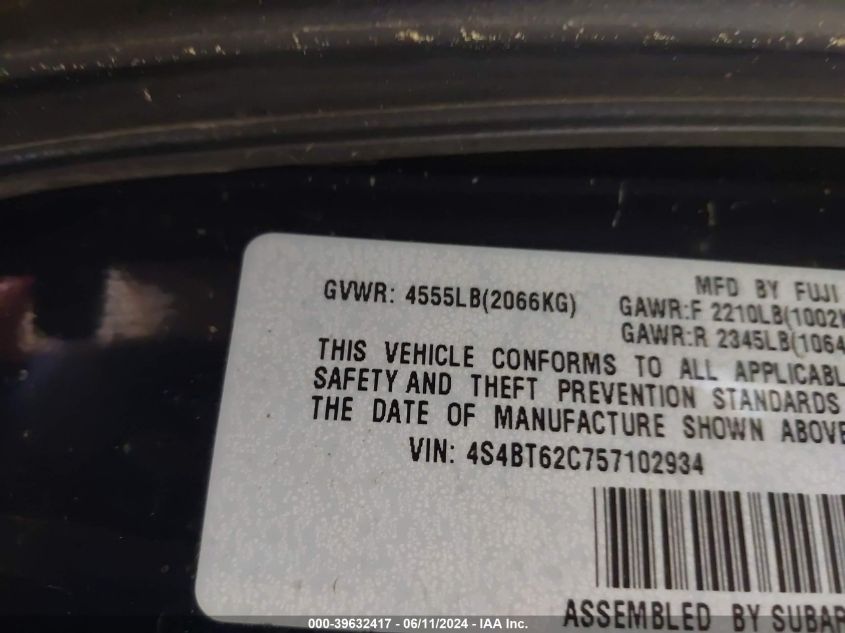 MFD BY FUJI
GVWR: 4555LB(2066KG)
GAWR:F 2210LB(1002K
GAWR:R 2345LB(1064
THIS VEHICLE CONFORMS TO ALL APPLICABL
SAFETY AND THEFT PREVENTION STANDARDS
THE DATE OF MANUFACTURE SHOWN ABOVE
VIN: 4S4BT62C757102934
ASSEMBLED BY SUBAR
000-39632417 - 06/11/2024 - IAA Inc.